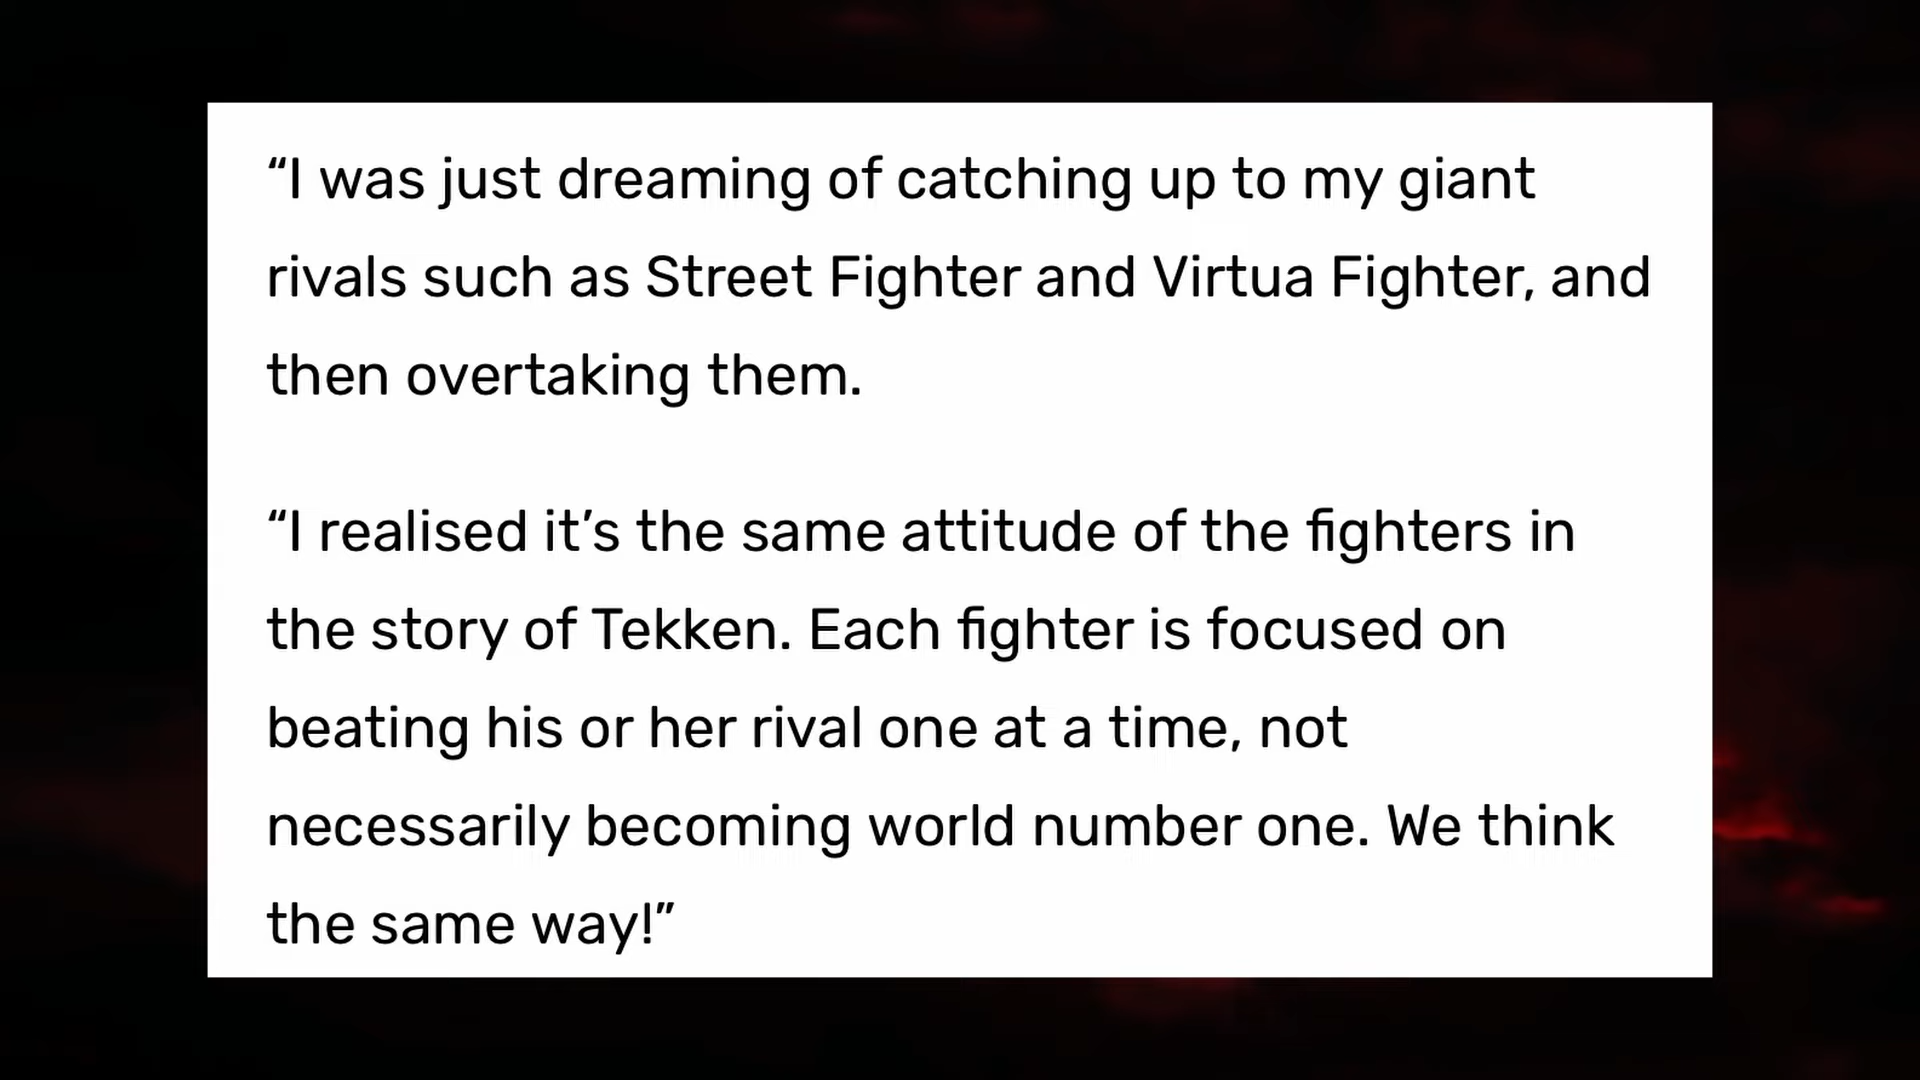 “I was just dreaming of catching up to my giant
rivals such as Street Fighter and Virtua Fighter, and
then overtaking them.
“I realised it’s the same attitude of the fighters in
the story of Tekken. Each fighter is focused on
beating his or her rival one at a time, not
necessarily becoming world number one. We think
the same way!”